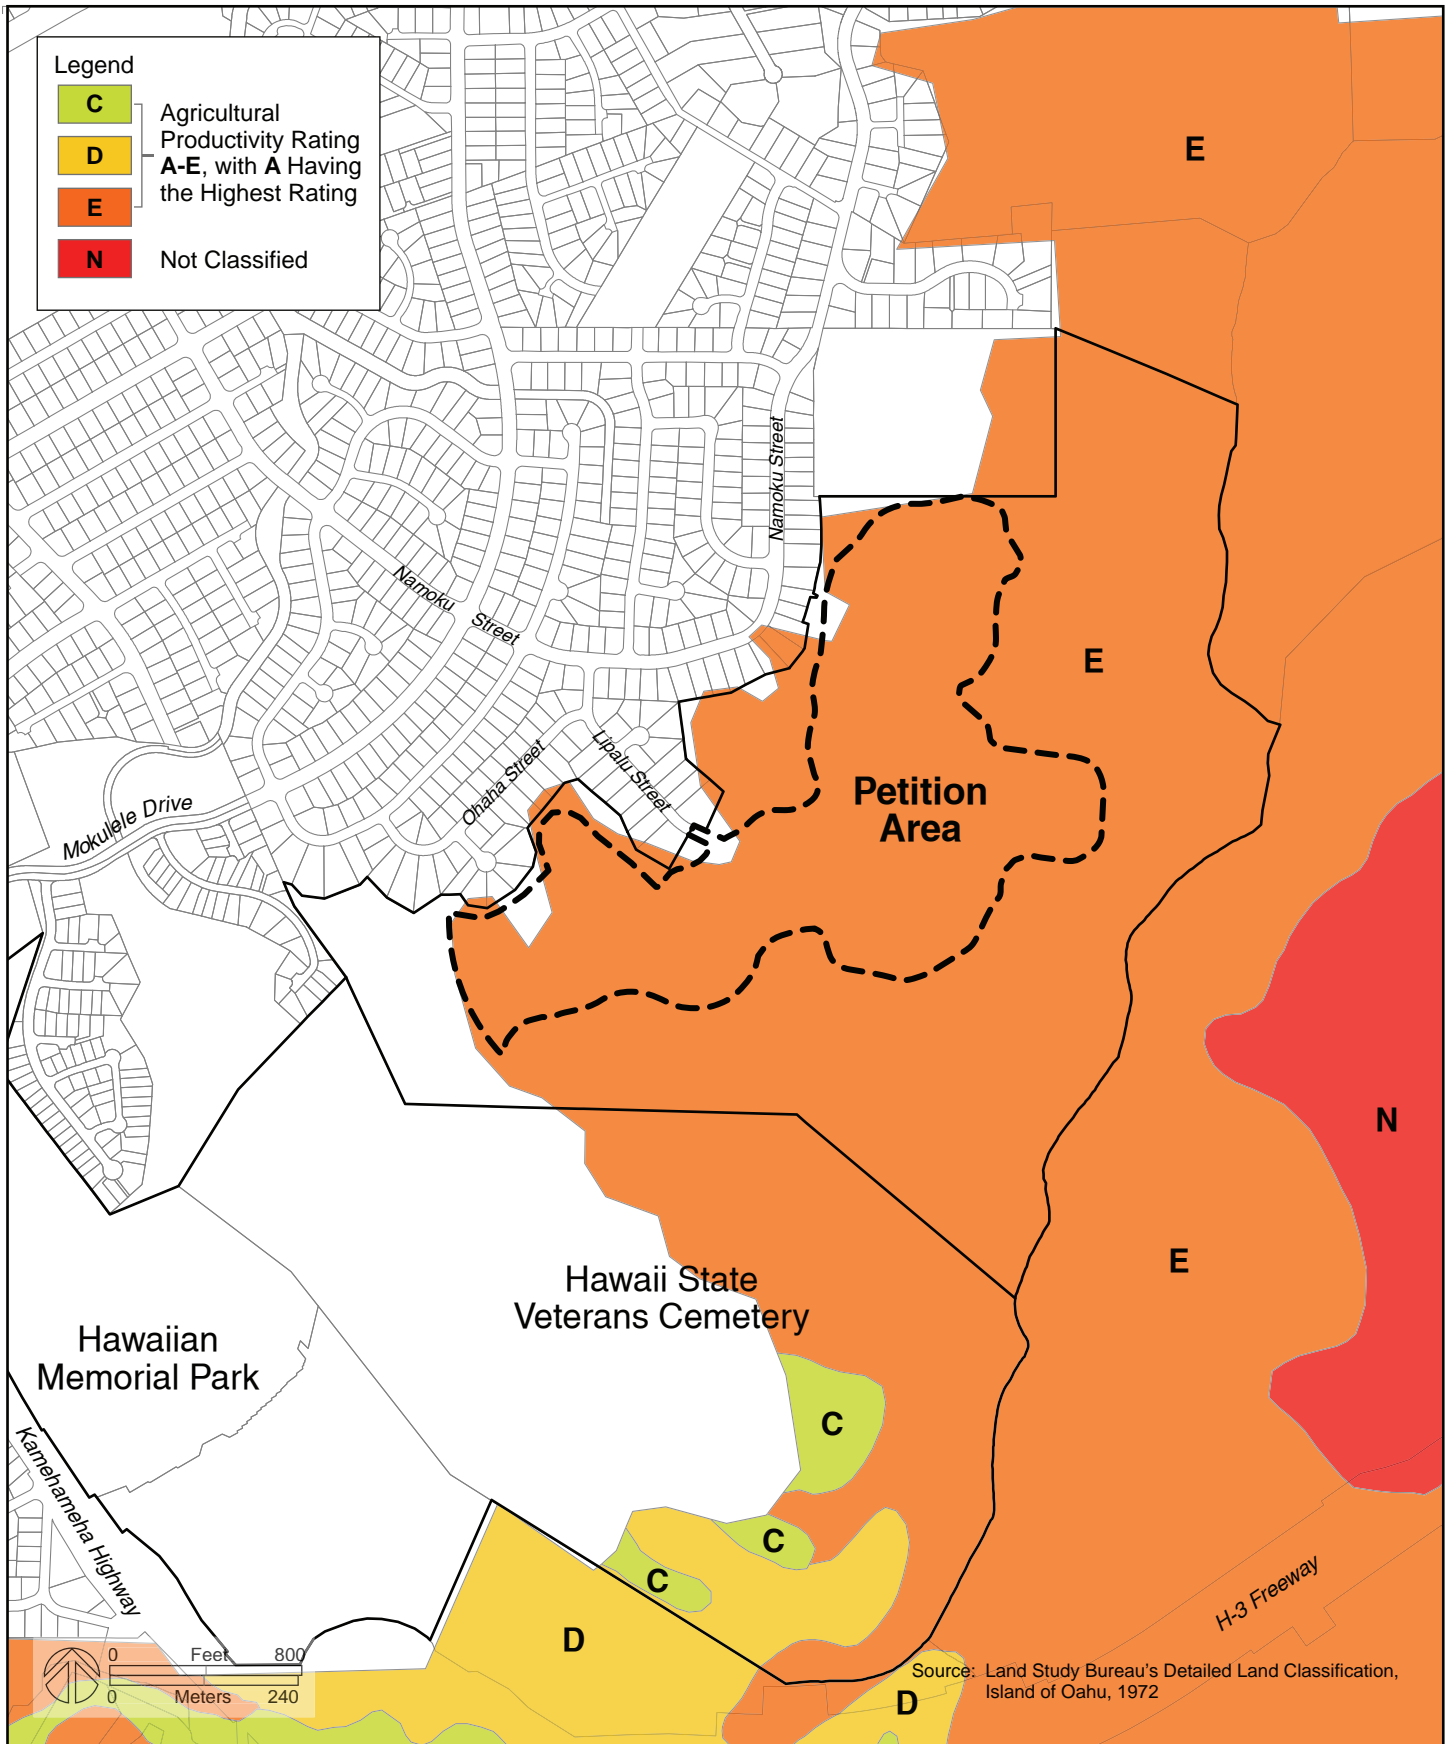 Legend
C
D
E
N
Agricultural
Productivity Rating
A-E, with A Having
the Highest Rating
Not Classified
E
Namoku Street
Namoku Street
E
Lipalu Street
Ohaha Street
Petition
Area
Mokulele Drive
N
E
Hawaii State
Veterans Cemetery
Hawaiian
Memorial Park
C
C
C
Kamehameha Highway
H-3 Freeway
D
0 Feet 800
0 Meters 240
D
Source: Land Study Bureau's Detailed Land Classification,
Island of Oahu, 1972